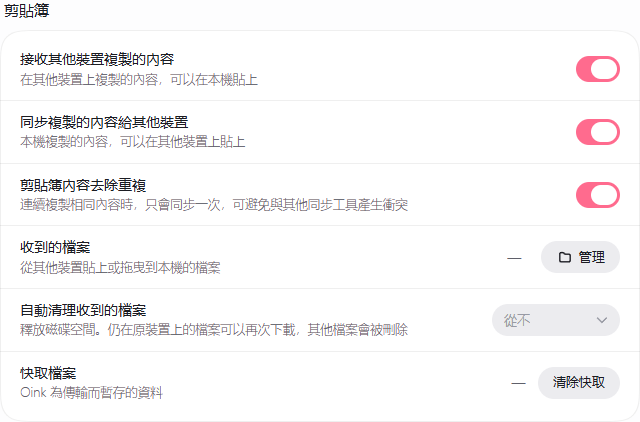 剪貼簿
接收其他裝置複製的內容
在其他裝置上複製的內容，可以在本機貼上
同步複製的內容給其他裝置
本機複製的內容，可以在其他裝置上貼上
剪貼簿內容去除重複
連續複製相同內容時，只會同步一次，可避免與其他同步工具產生衝突
收到的檔案
從其他裝置貼上或拖曳到本機的檔案
— 管理
自動清理收到的檔案
釋放磁碟空間。仍在原裝置上的檔案可以再次下載，其他檔案會被刪除
從不
快取檔案
Oink 為傳輸而暫存的資料
— 清除快取